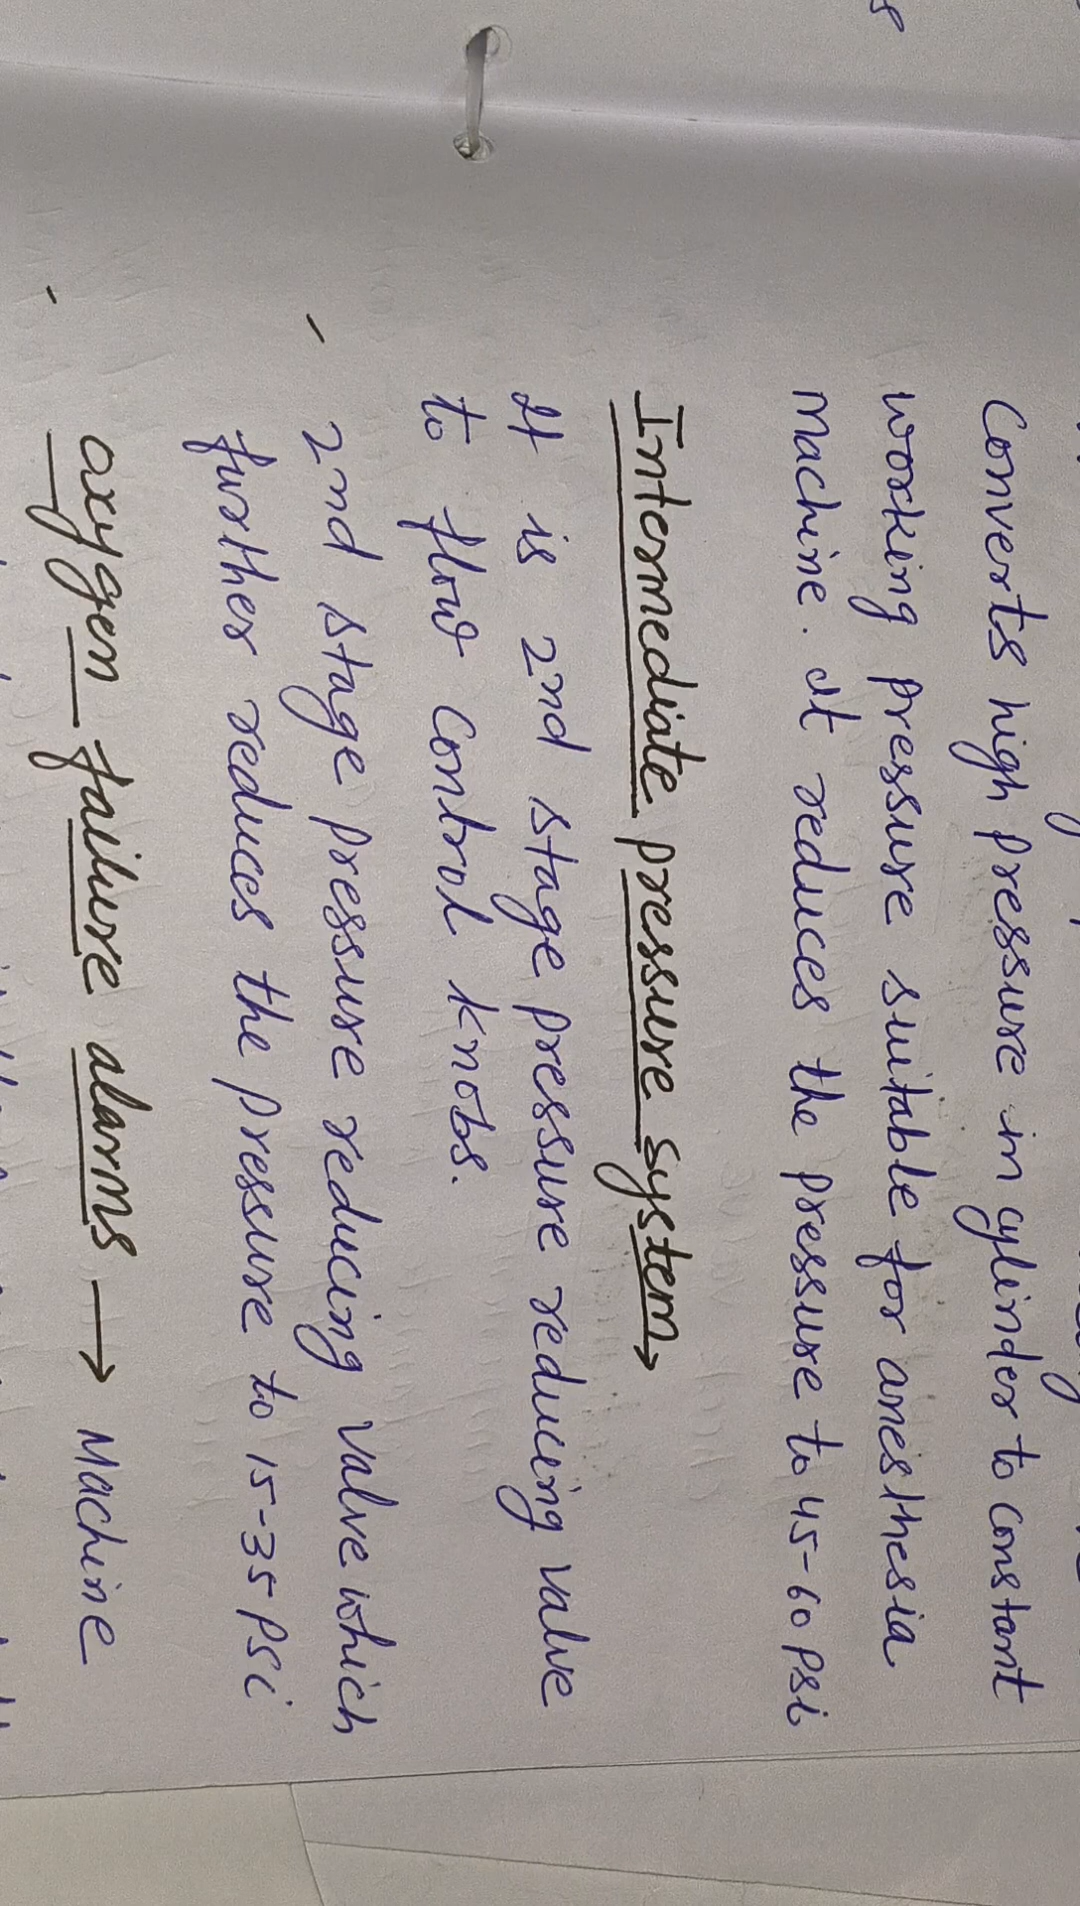 Converts high pressure in cylinder to constant
working pressure suitable for anesthesia
machine. It reduces the pressure to 45-60 psi
Intermediate pressure system →
It is 2nd stage pressure reducing valve
to flow control knobs.
- 2nd stage pressure reducing valve which
further reduces the pressure to 15-35 psi
- oxygen failure alarms → Machine